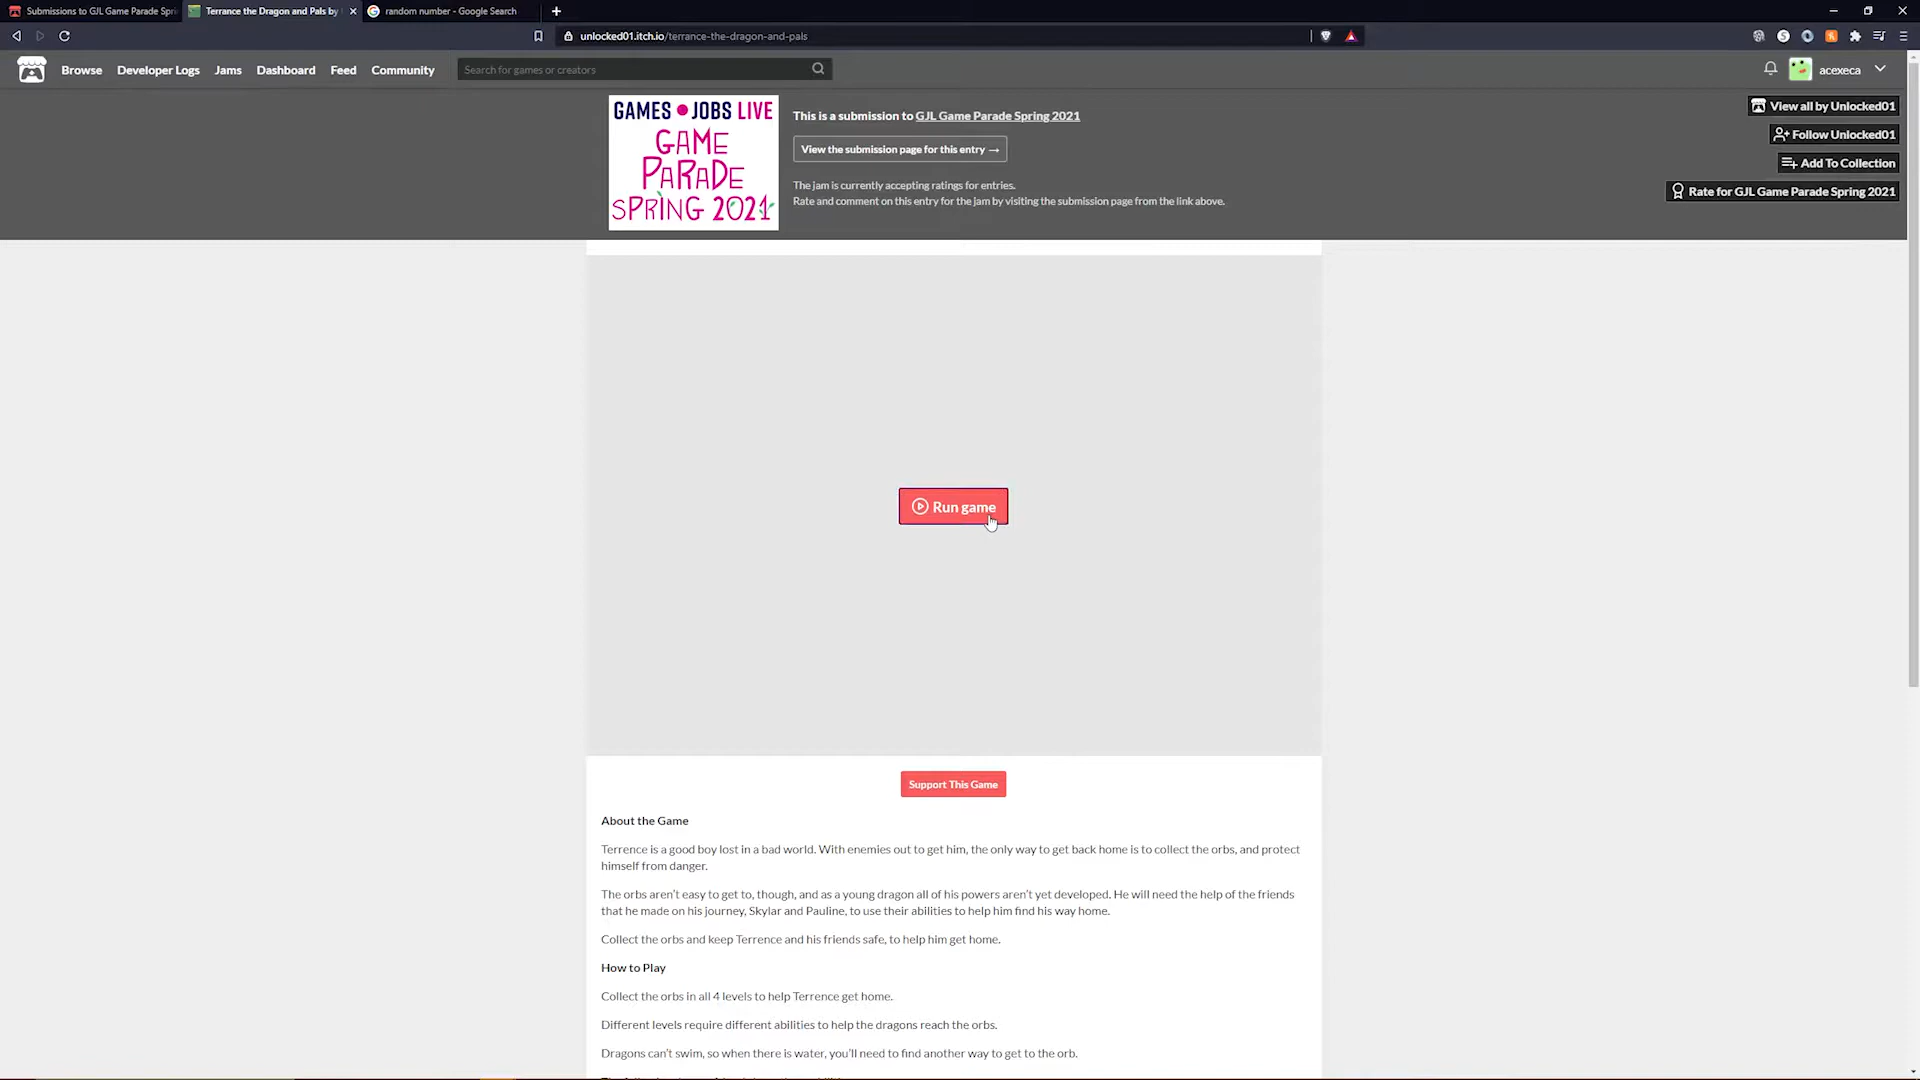 Submissions to GJL Game Parade Spri
Terrance the Dragon and Pals by
random number - Google Search
unlocked01.itch.io/terrance-the-dragon-and-pals
Browse
Developer Logs
Jams
Dashboard
Feed
Community
Search for games or creators
acexeca
GAMES • JOBS LIVE
GAME
PARADE
SPRING 2021
This is a submission to GJL Game Parade Spring 2021
View the submission page for this entry →
The jam is currently accepting ratings for entries.
Rate and comment on this entry for the jam by visiting the submission page from the link above.
View all by Unlocked01
Follow Unlocked01
Add To Collection
Rate for GJL Game Parade Spring 2021
Run game
Support This Game
About the Game
Terrence is a good boy lost in a bad world. With enemies out to get him, the only way to get back home is to collect the orbs, and protect
himself from danger.
The orbs aren't easy to get to, though, and as a young dragon all of his powers aren't yet developed. He will need the help of the friends
that he made on his journey, Skylar and Pauline, to use their abilities to help him find his way home.
Collect the orbs and keep Terrence and his friends safe, to help him get home.
How to Play
Collect the orbs in all 4 levels to help Terrence get home.
Different levels require different abilities to help the dragons reach the orbs.
Dragons can't swim, so when there is water, you'll need to find another way to get to the orb.